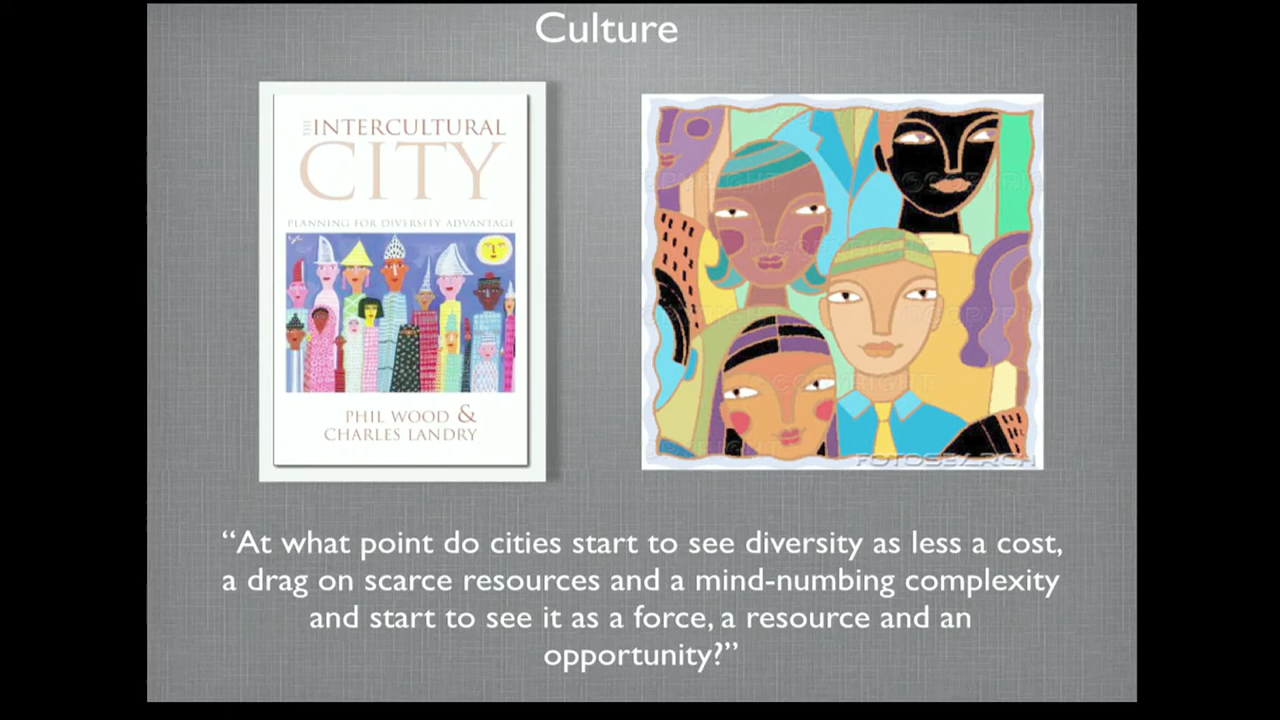 Culture
THE INTERCULTURAL
CITY
PLANNING FOR DIVERSITY ADVANTAGE
PHIL WOOD &
CHARLES LANDRY
FOTOSEARCH
“At what point do cities start to see diversity as less a cost,
a drag on scarce resources and a mind-numbing complexity
and start to see it as a force, a resource and an
opportunity?”